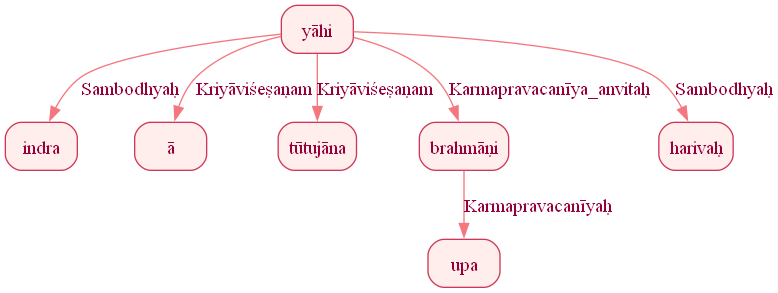 yāhi
Sambodhyaḥ Kriyāviśeṣaṇam Kriyāviśeṣaṇam Karmapravacanīya_anvitaḥ Sambodhyaḥ
indra ā tūtujāna brahmāṇi harivaḥ
Karmapravacanīyaḥ
upa